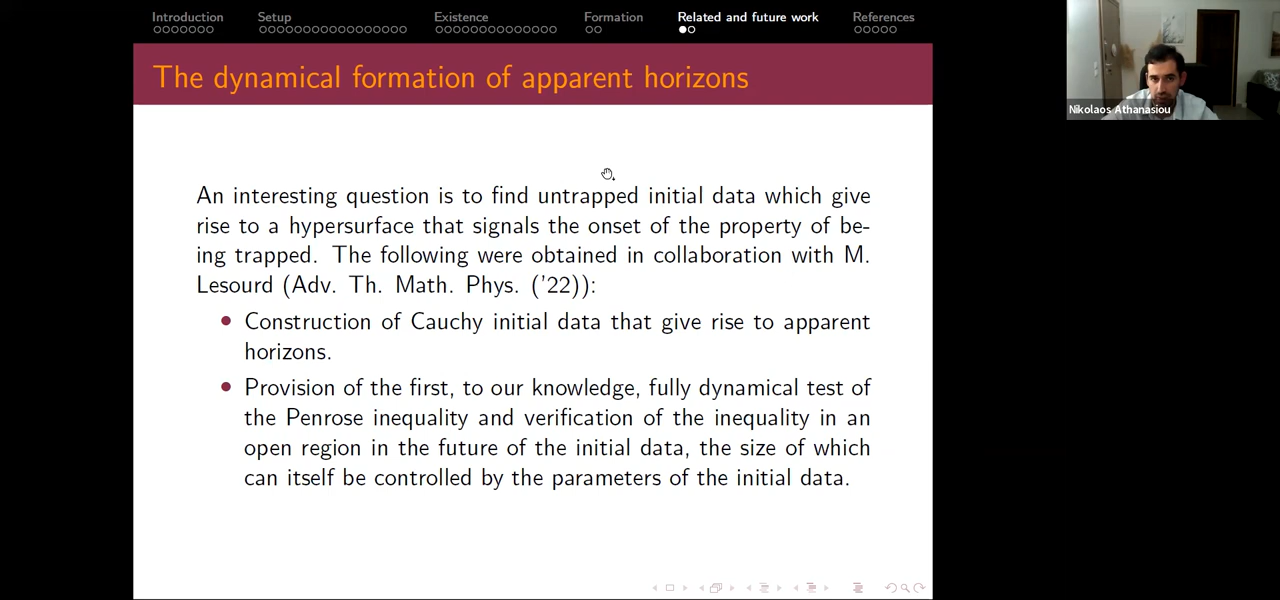 Introduction Setup Existence Formation Related and future work References
The dynamical formation of apparent horizons
Nikolaos Athanasiou
An interesting question is to find untrapped initial data which give
rise to a hypersurface that signals the onset of the property of be-
ing trapped. The following were obtained in collaboration with M.
Lesourd (Adv. Th. Math. Phys. ('22)):
• Construction of Cauchy initial data that give rise to apparent
horizons.
• Provision of the first, to our knowledge, fully dynamical test of
the Penrose inequality and verification of the inequality in an
open region in the future of the initial data, the size of which
can itself be controlled by the parameters of the initial data.